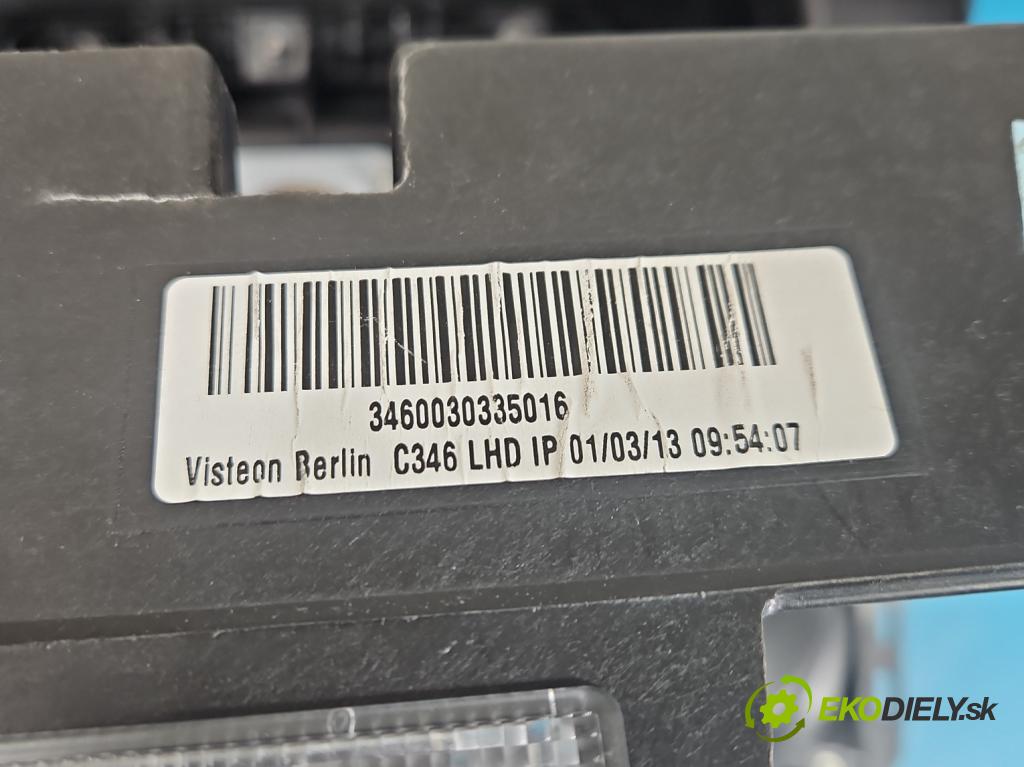 3460030335016
Visteon Berlin C346 LHD IP 01/03/13 09:54:07
EKODIELY.sk